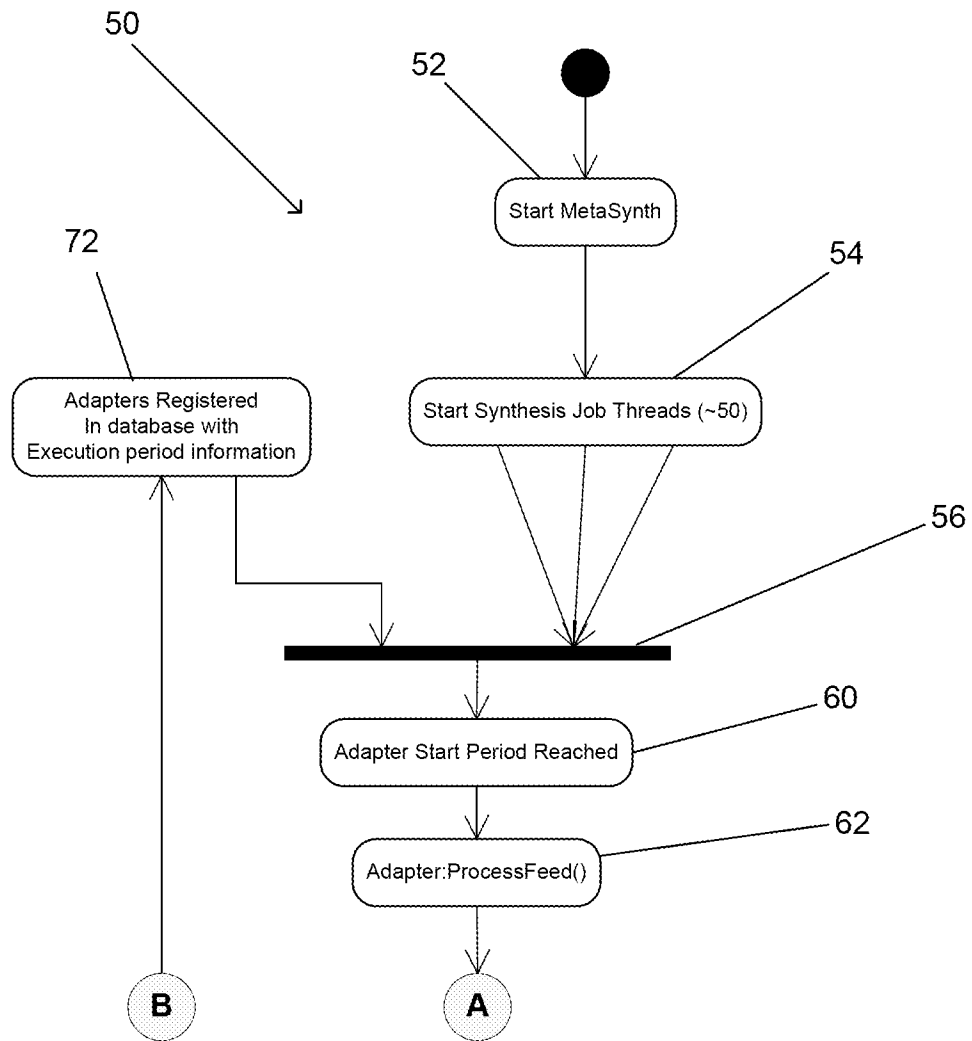 50
52
Start MetaSynth
72
54
Adapters Registered
In database with
Execution period information
Start Synthesis Job Threads (~50)
56
60
Adapter Start Period Reached
62
Adapter:ProcessFeed()
B
A